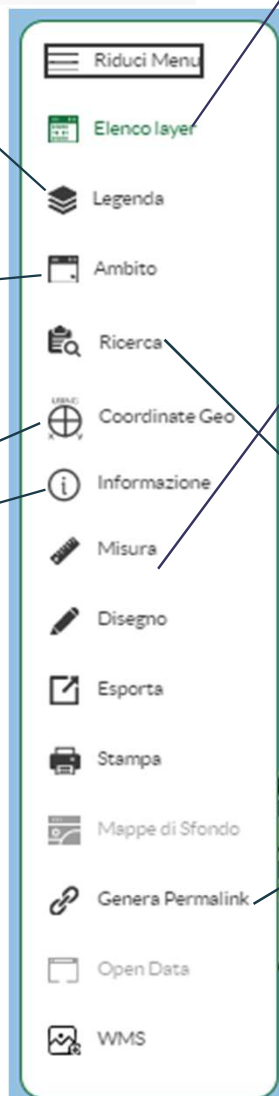 Riduci Menu
Elenco layer
Legenda
Ambito
Ricerca
Coordinate Geo
Informazione
Misura
Disegno
Esporta
Stampa
Mappe di Sfondo
Genera Permalink
Open Data
WMS